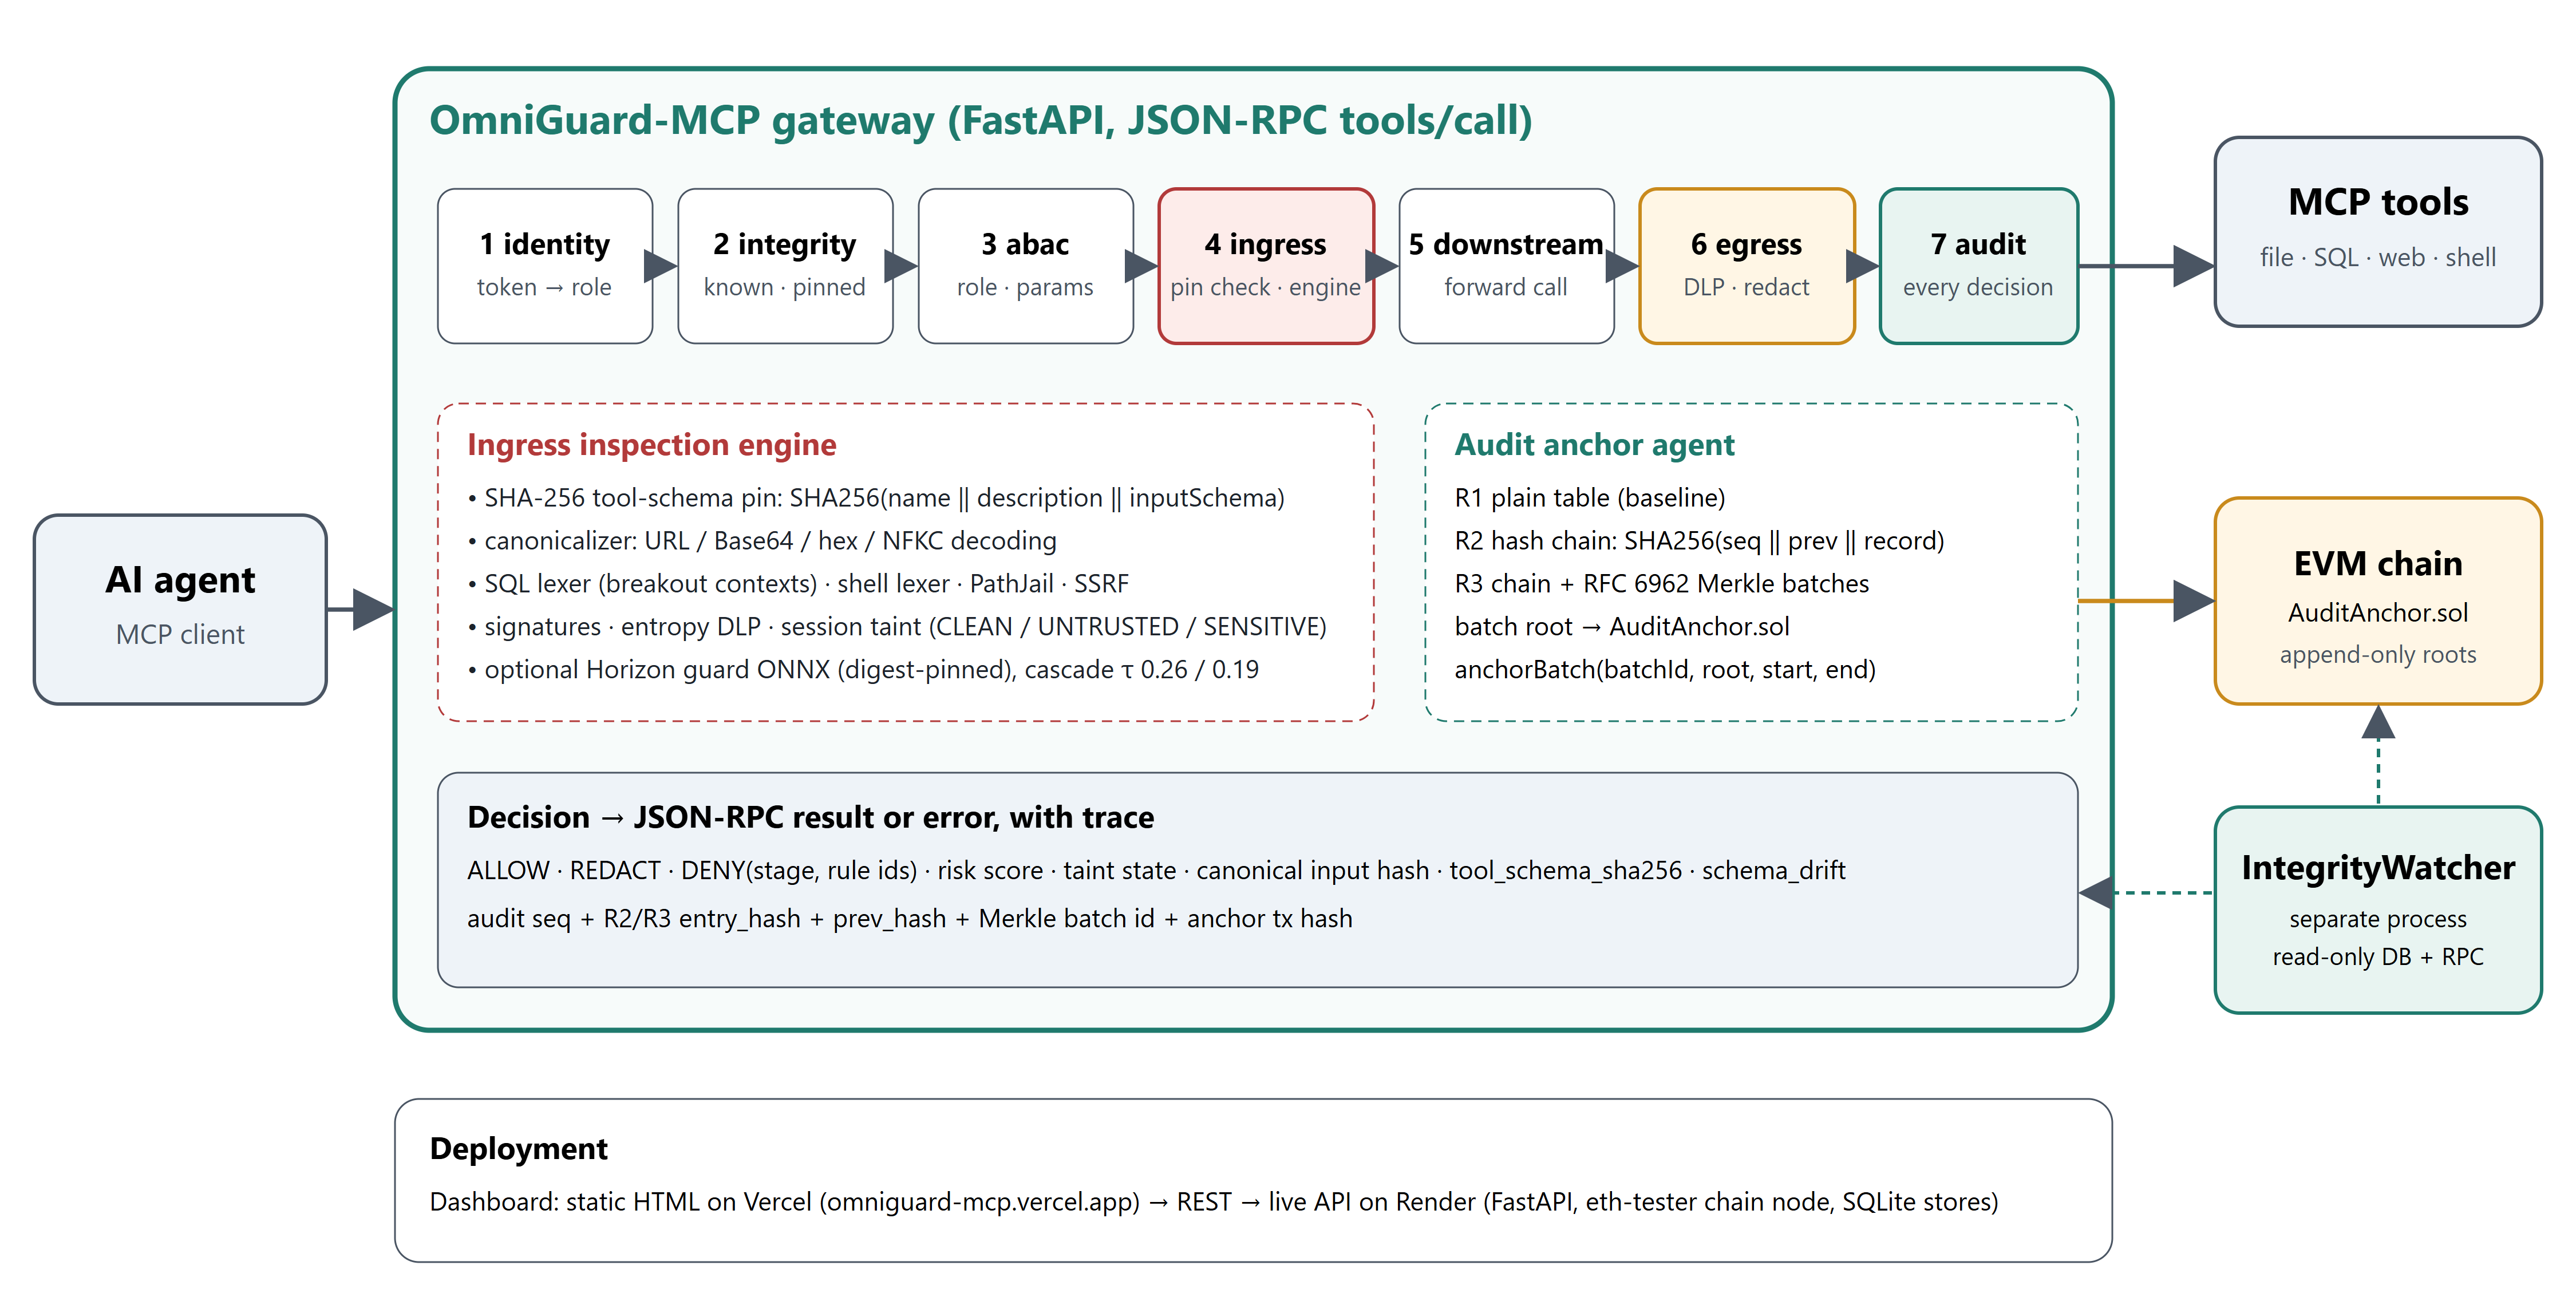 OmniGuard-MCP gateway (FastAPI, JSON-RPC tools/call)
1 identity
token → role
2 integrity
known · pinned
3 abac
role · params
4 ingress
pin check · engine
5 downstream
forward call
6 egress
DLP · redact
7 audit
every decision
MCP tools
file · SQL · web · shell
AI agent
MCP client
Ingress inspection engine
• SHA-256 tool-schema pin: SHA256(name || description || inputSchema)
• canonicalizer: URL / Base64 / hex / NFKC decoding
• SQL lexer (breakout contexts) · shell lexer · PathJail · SSRF
• signatures · entropy DLP · session taint (CLEAN / UNTRUSTED / SENSITIVE)
• optional Horizon guard ONNX (digest-pinned), cascade τ 0.26 / 0.19
Audit anchor agent
R1 plain table (baseline)
R2 hash chain: SHA256(seq || prev || record)
R3 chain + RFC 6962 Merkle batches
batch root → AuditAnchor.sol
anchorBatch(batchId, root, start, end)
EVM chain
AuditAnchor.sol
append-only roots
Decision → JSON-RPC result or error, with trace
ALLOW · REDACT · DENY(stage, rule ids) · risk score · taint state · canonical input hash · tool_schema_sha256 · schema_drift
audit seq + R2/R3 entry_hash + prev_hash + Merkle batch id + anchor tx hash
IntegrityWatcher
separate process
read-only DB + RPC
Deployment
Dashboard: static HTML on Vercel (omniguard-mcp.vercel.app) → REST → live API on Render (FastAPI, eth-tester chain node, SQLite stores)